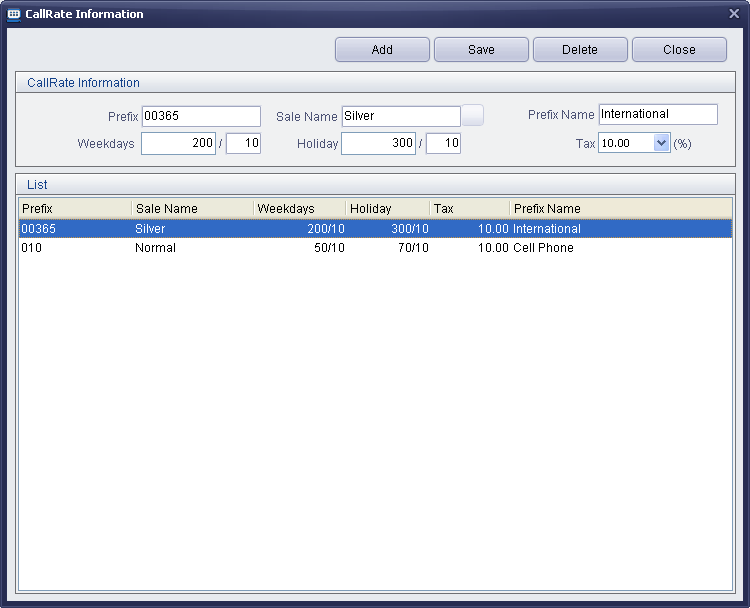 CallRate Information
Add Save Delete Close
CallRate Information
Prefix 00365 Sale Name Silver Prefix Name International
Weekdays 200 / 10 Holiday 300 / 10 Tax 10.00 (%)
List
Prefix Sale Name Weekdays Holiday Tax Prefix Name
00365 Silver 200/10 300/10 10.00 International
010 Normal 50/10 70/10 10.00 Cell Phone